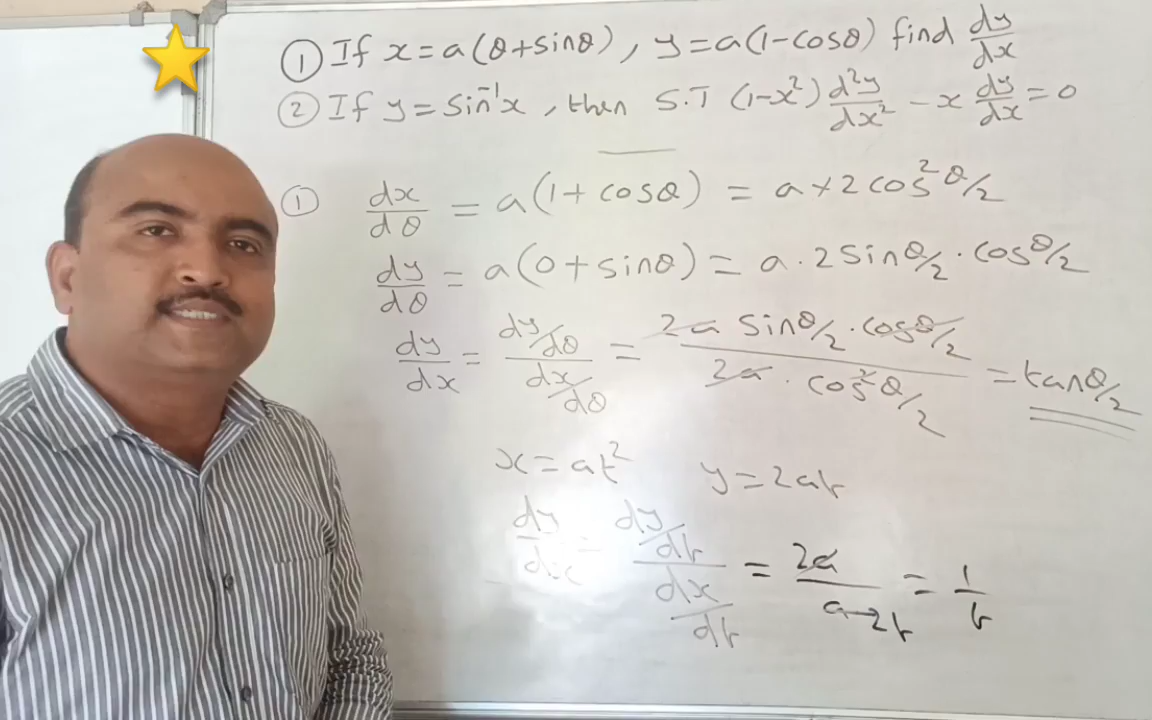 ① If x = a(θ+sinθ), y = a(1-cosθ) find dy/dx
② If y = sin⁻¹x, then S.T (1-x²) d²y/dx² - x dy/dx = 0
① dx/dθ = a(1+cosθ) = a×2cos²θ/2
dy/dθ = a(0+sinθ) = a·2sinθ/2·cosθ/2
dy/dx = (dy/dθ)/(dx/dθ) = (2a sinθ/2·cosθ/2)/(2a·cos²θ/2) = tanθ/2
x = at² y = 2at
dy/dx = (dy/dt)/(dx/dt) = 2a/(a 2t) = 1/t